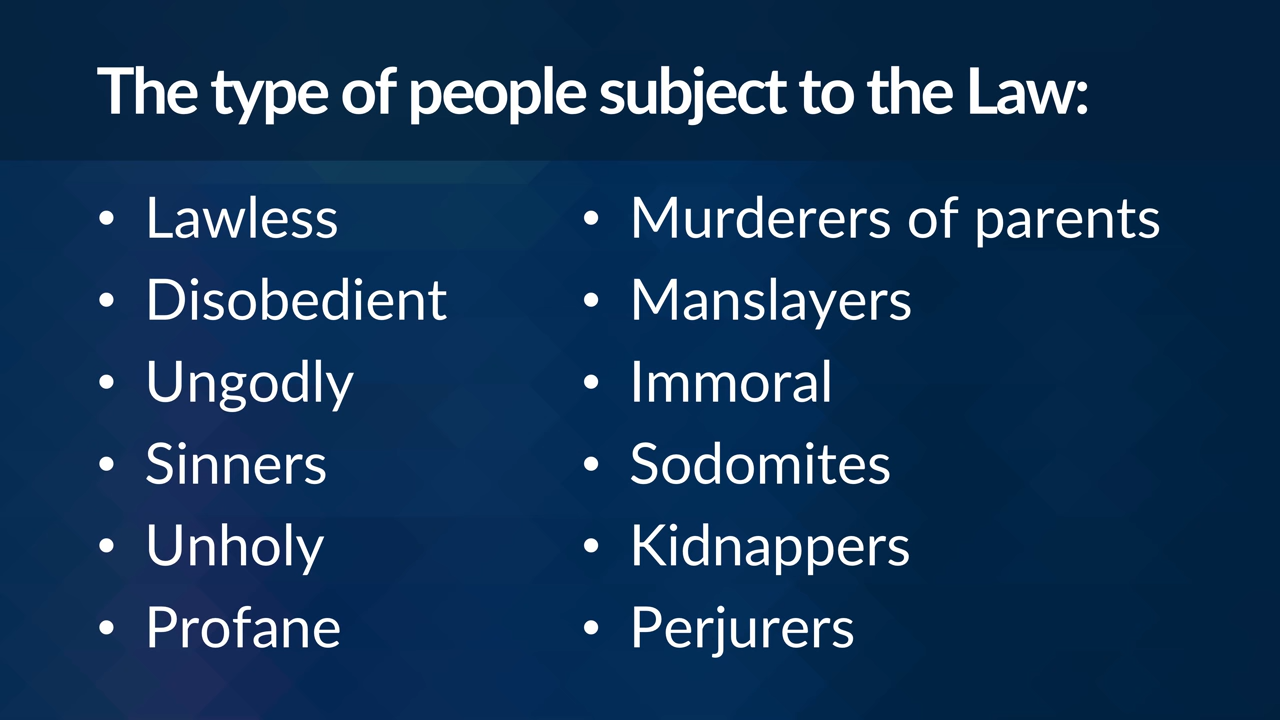 The type of people subject to the Law:
• Lawless
• Disobedient
• Ungodly
• Sinners
• Unholy
• Profane
• Murderers of parents
• Manslayers
• Immoral
• Sodomites
• Kidnappers
• Perjurers